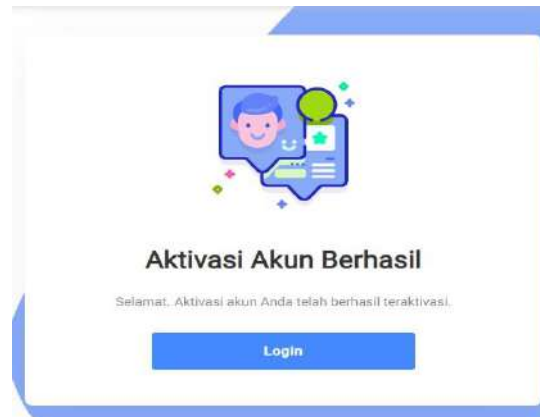 Aktivasi Akun Berhasil
Selamat. Aktivasi akun Anda telah berhasil teraktivasi.
Login